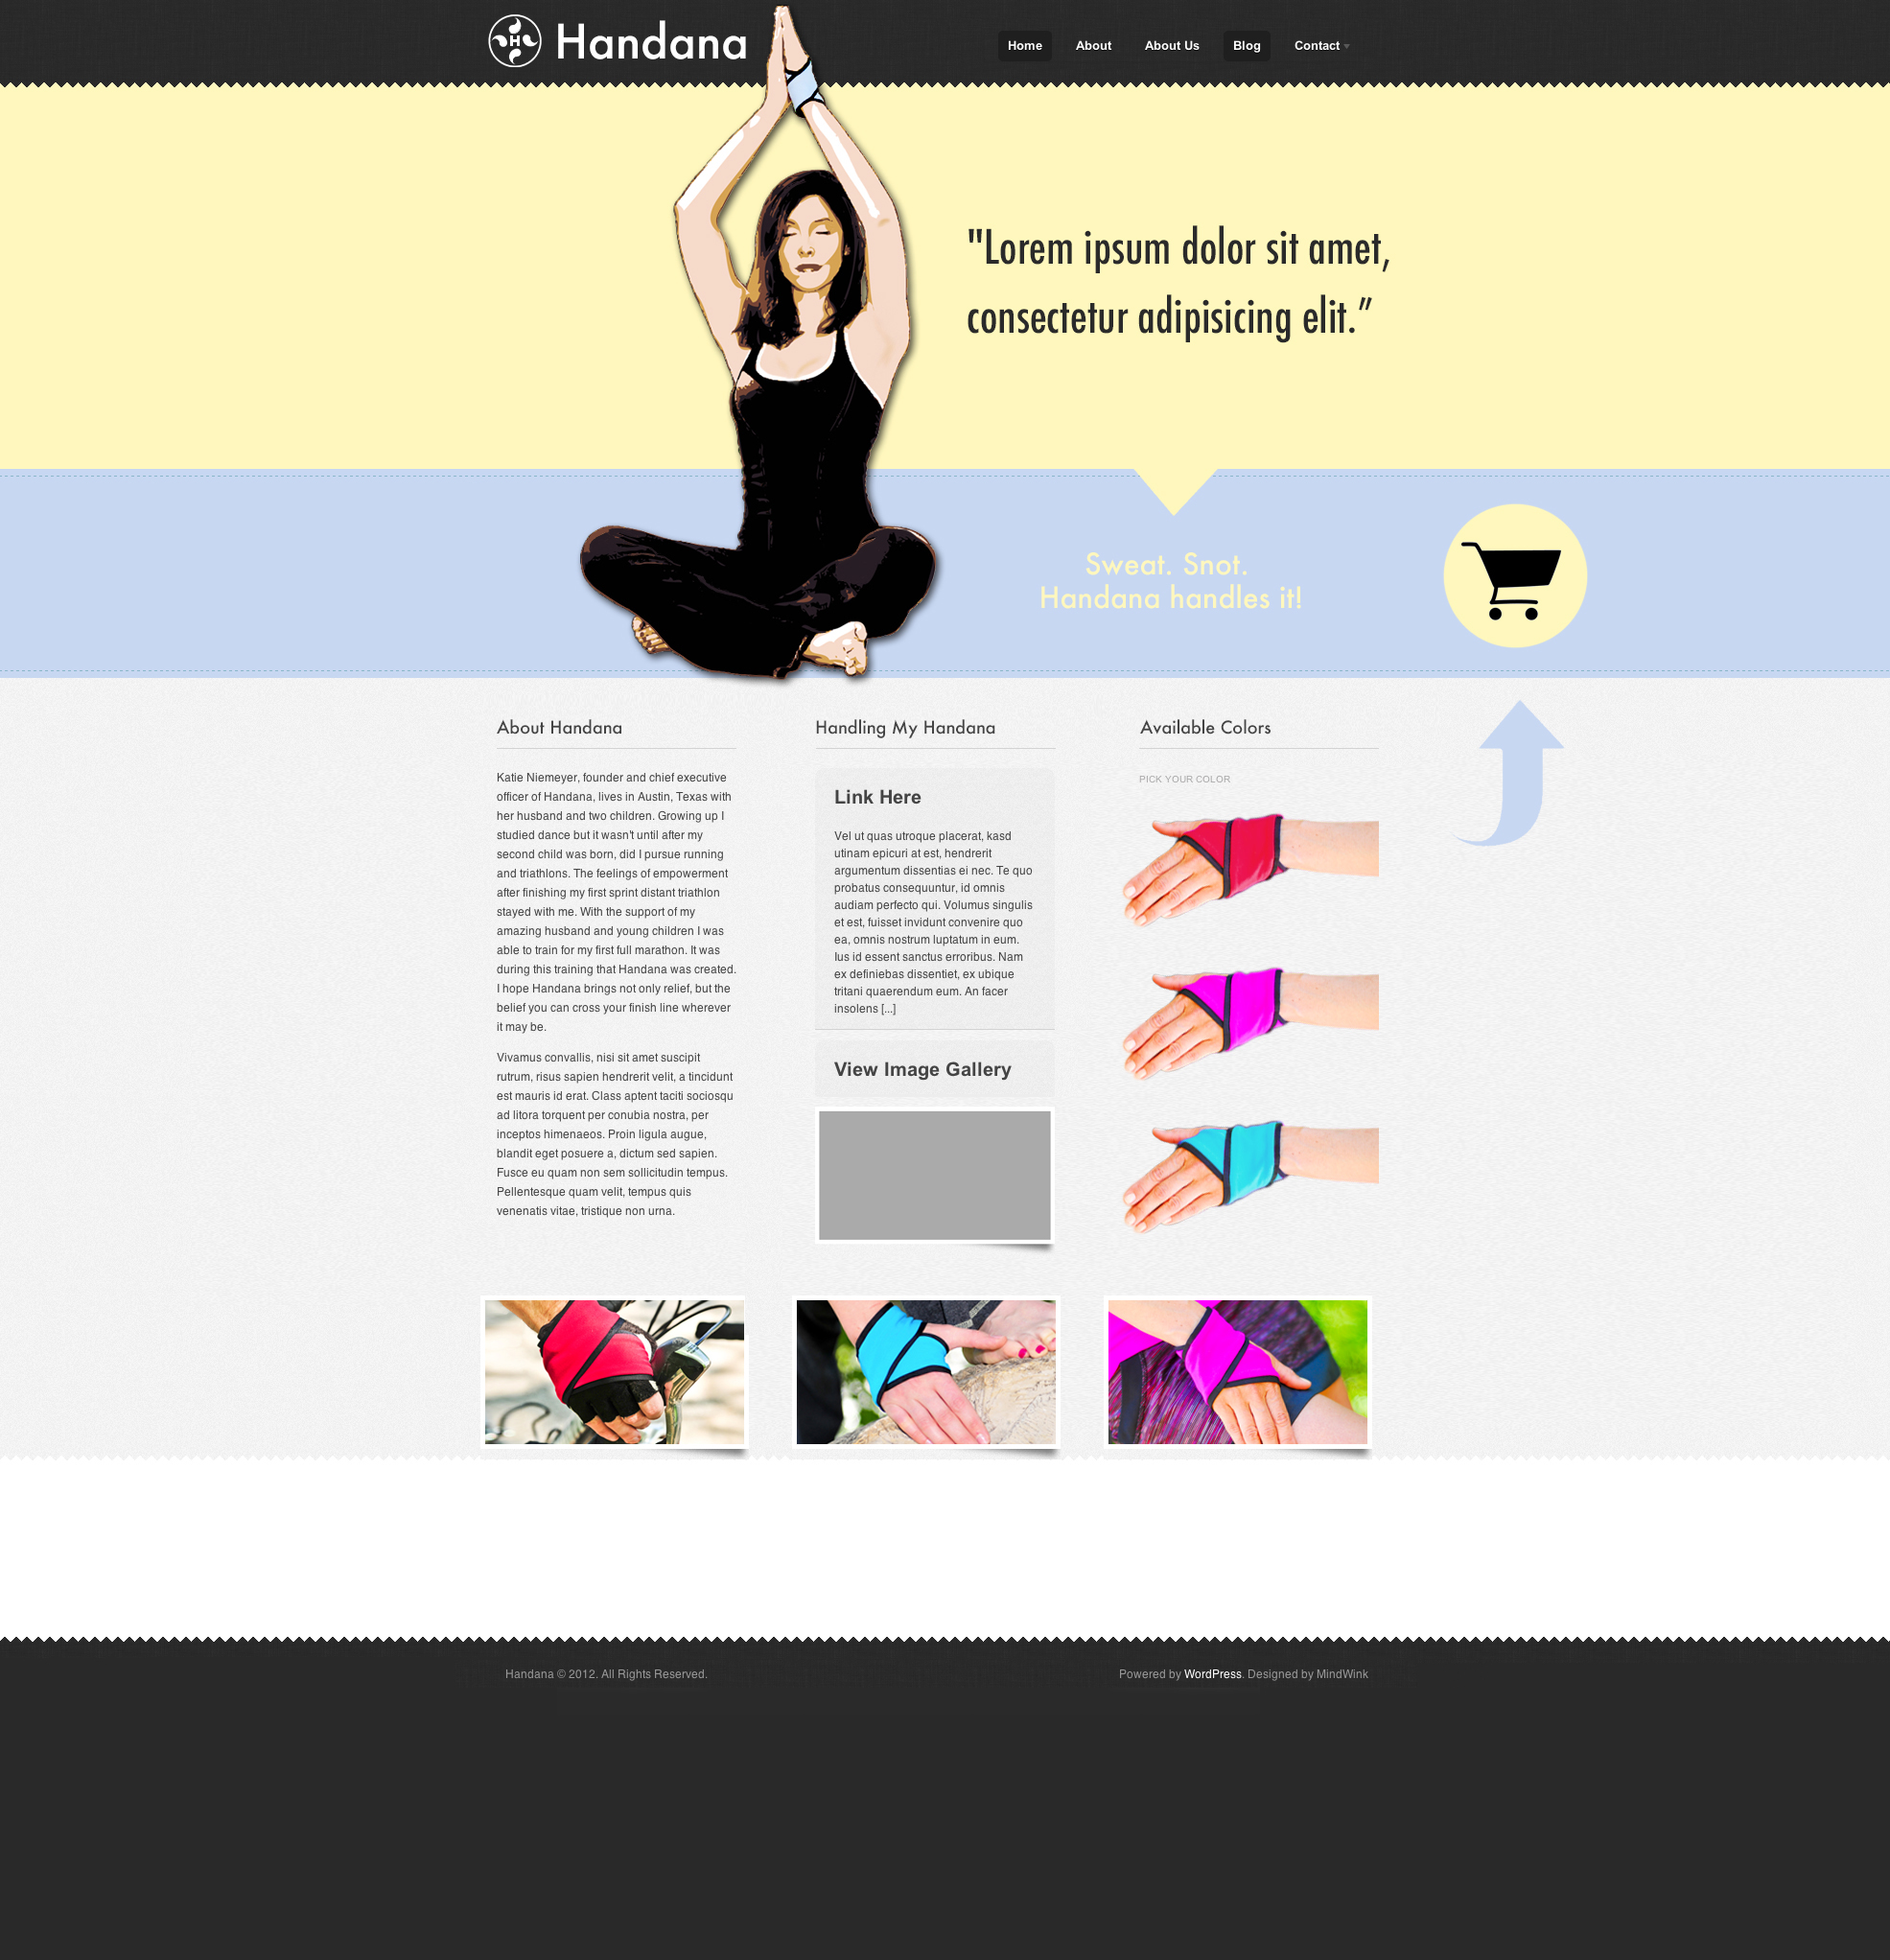 H
Handana
Home
About
About Us
Blog
Contact
"Lorem ipsum dolor sit amet,
consectetur adipisicing elit.”
Sweat. Snot.
Handana handles it!
About Handana
Katie Niemeyer, founder and chief executive
officer of Handana, lives in Austin, Texas with
her husband and two children. Growing up I
studied dance but it wasn't until after my
second child was born, did I pursue running
and triathlons. The feelings of empowerment
after finishing my first sprint distant triathlon
stayed with me. With the support of my
amazing husband and young children I was
able to train for my first full marathon. It was
during this training that Handana was created.
I hope Handana brings not only relief, but the
belief you can cross your finish line wherever
it may be.
Vivamus convallis, nisi sit amet suscipit
rutrum, risus sapien hendrerit velit, a tincidunt
est mauris id erat. Class aptent taciti sociosqu
ad litora torquent per conubia nostra, per
inceptos himenaeos. Proin ligula augue,
blandit eget posuere a, dictum sed sapien.
Fusce eu quam non sem sollicitudin tempus.
Pellentesque quam velit, tempus quis
venenatis vitae, tristique non urna.
Handling My Handana
Link Here
Vel ut quas utroque placerat, kasd
utinam epicuri at est, hendrerit
argumentum dissentias ei nec. Te quo
probatus consequuntur, id omnis
audiam perfecto qui. Volumus singulis
et est, fuisset invidunt convenire quo
ea, omnis nostrum luptatum in eum.
Ius id essent sanctus erroribus. Nam
ex definiebas dissentiet, ex ubique
tritani quaerendum eum. An facer
insolens [...]
View Image Gallery
Available Colors
PICK YOUR COLOR
Handana © 2012. All Rights Reserved.
Powered by WordPress. Designed by MindWink